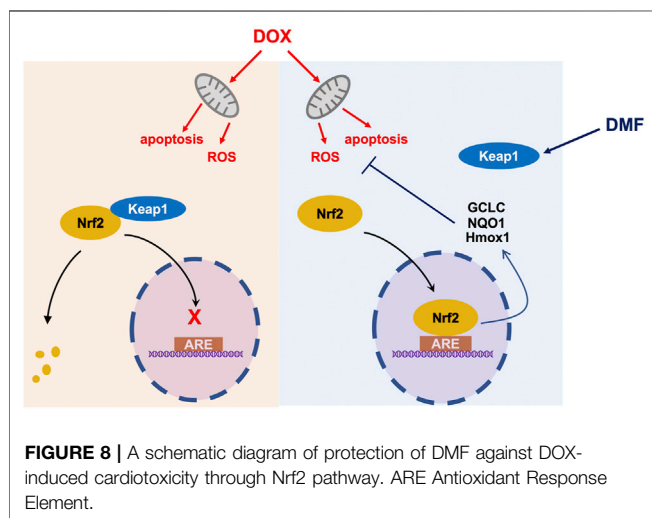 DOX
apoptosis
ROS
ROS
apoptosis
DMF
Keap1
Nrf2
Keap1
Nrf2
GCLC
NQO1
Hmox1
X
ARE
Nrf2
ARE
FIGURE 8 | A schematic diagram of protection of DMF against DOX-
induced cardiotoxicity through Nrf2 pathway. ARE Antioxidant Response
Element.